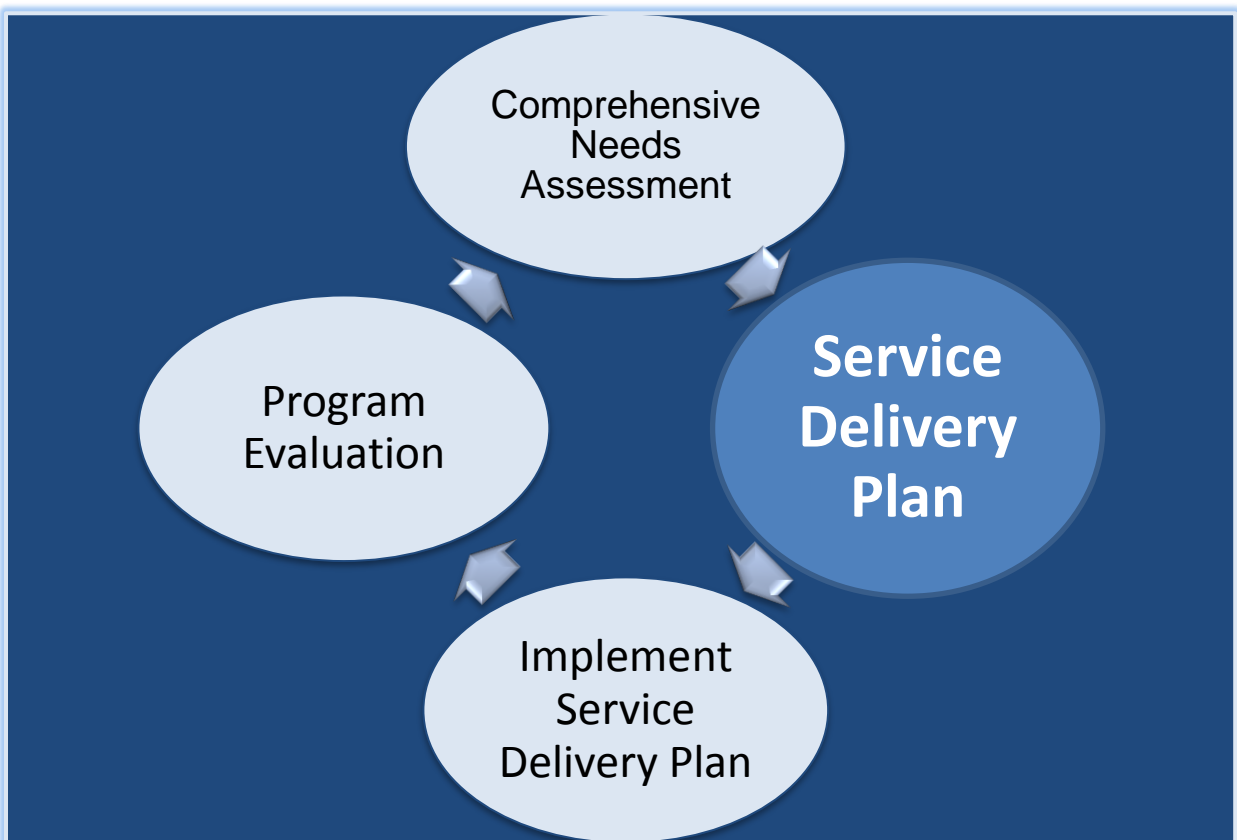 Comprehensive
Needs
Assessment
Service
Delivery
Plan
Program
Evaluation
Implement
Service
Delivery Plan